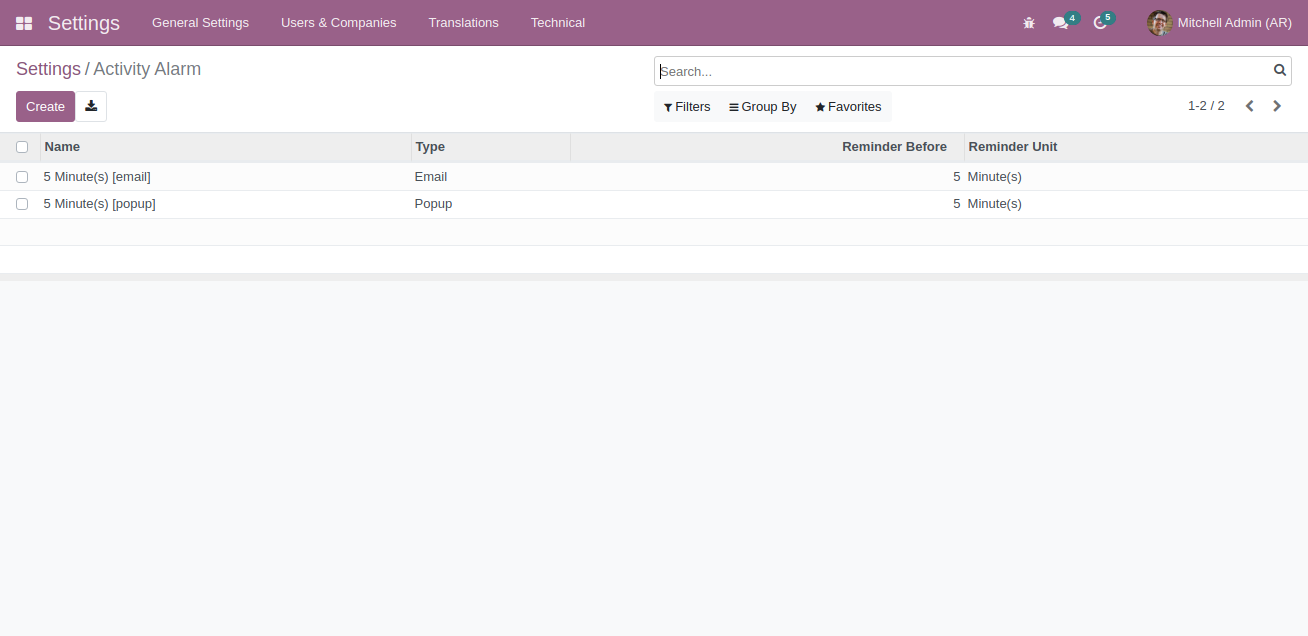 Settings General Settings Users & Companies Translations Technical 4 5 Mitchell Admin (AR)
Settings / Activity Alarm
Search...
Create Filters Group By Favorites 1-2 / 2
Name Type Reminder Before Reminder Unit
5 Minute(s) [email] Email 5 Minute(s)
5 Minute(s) [popup] Popup 5 Minute(s)